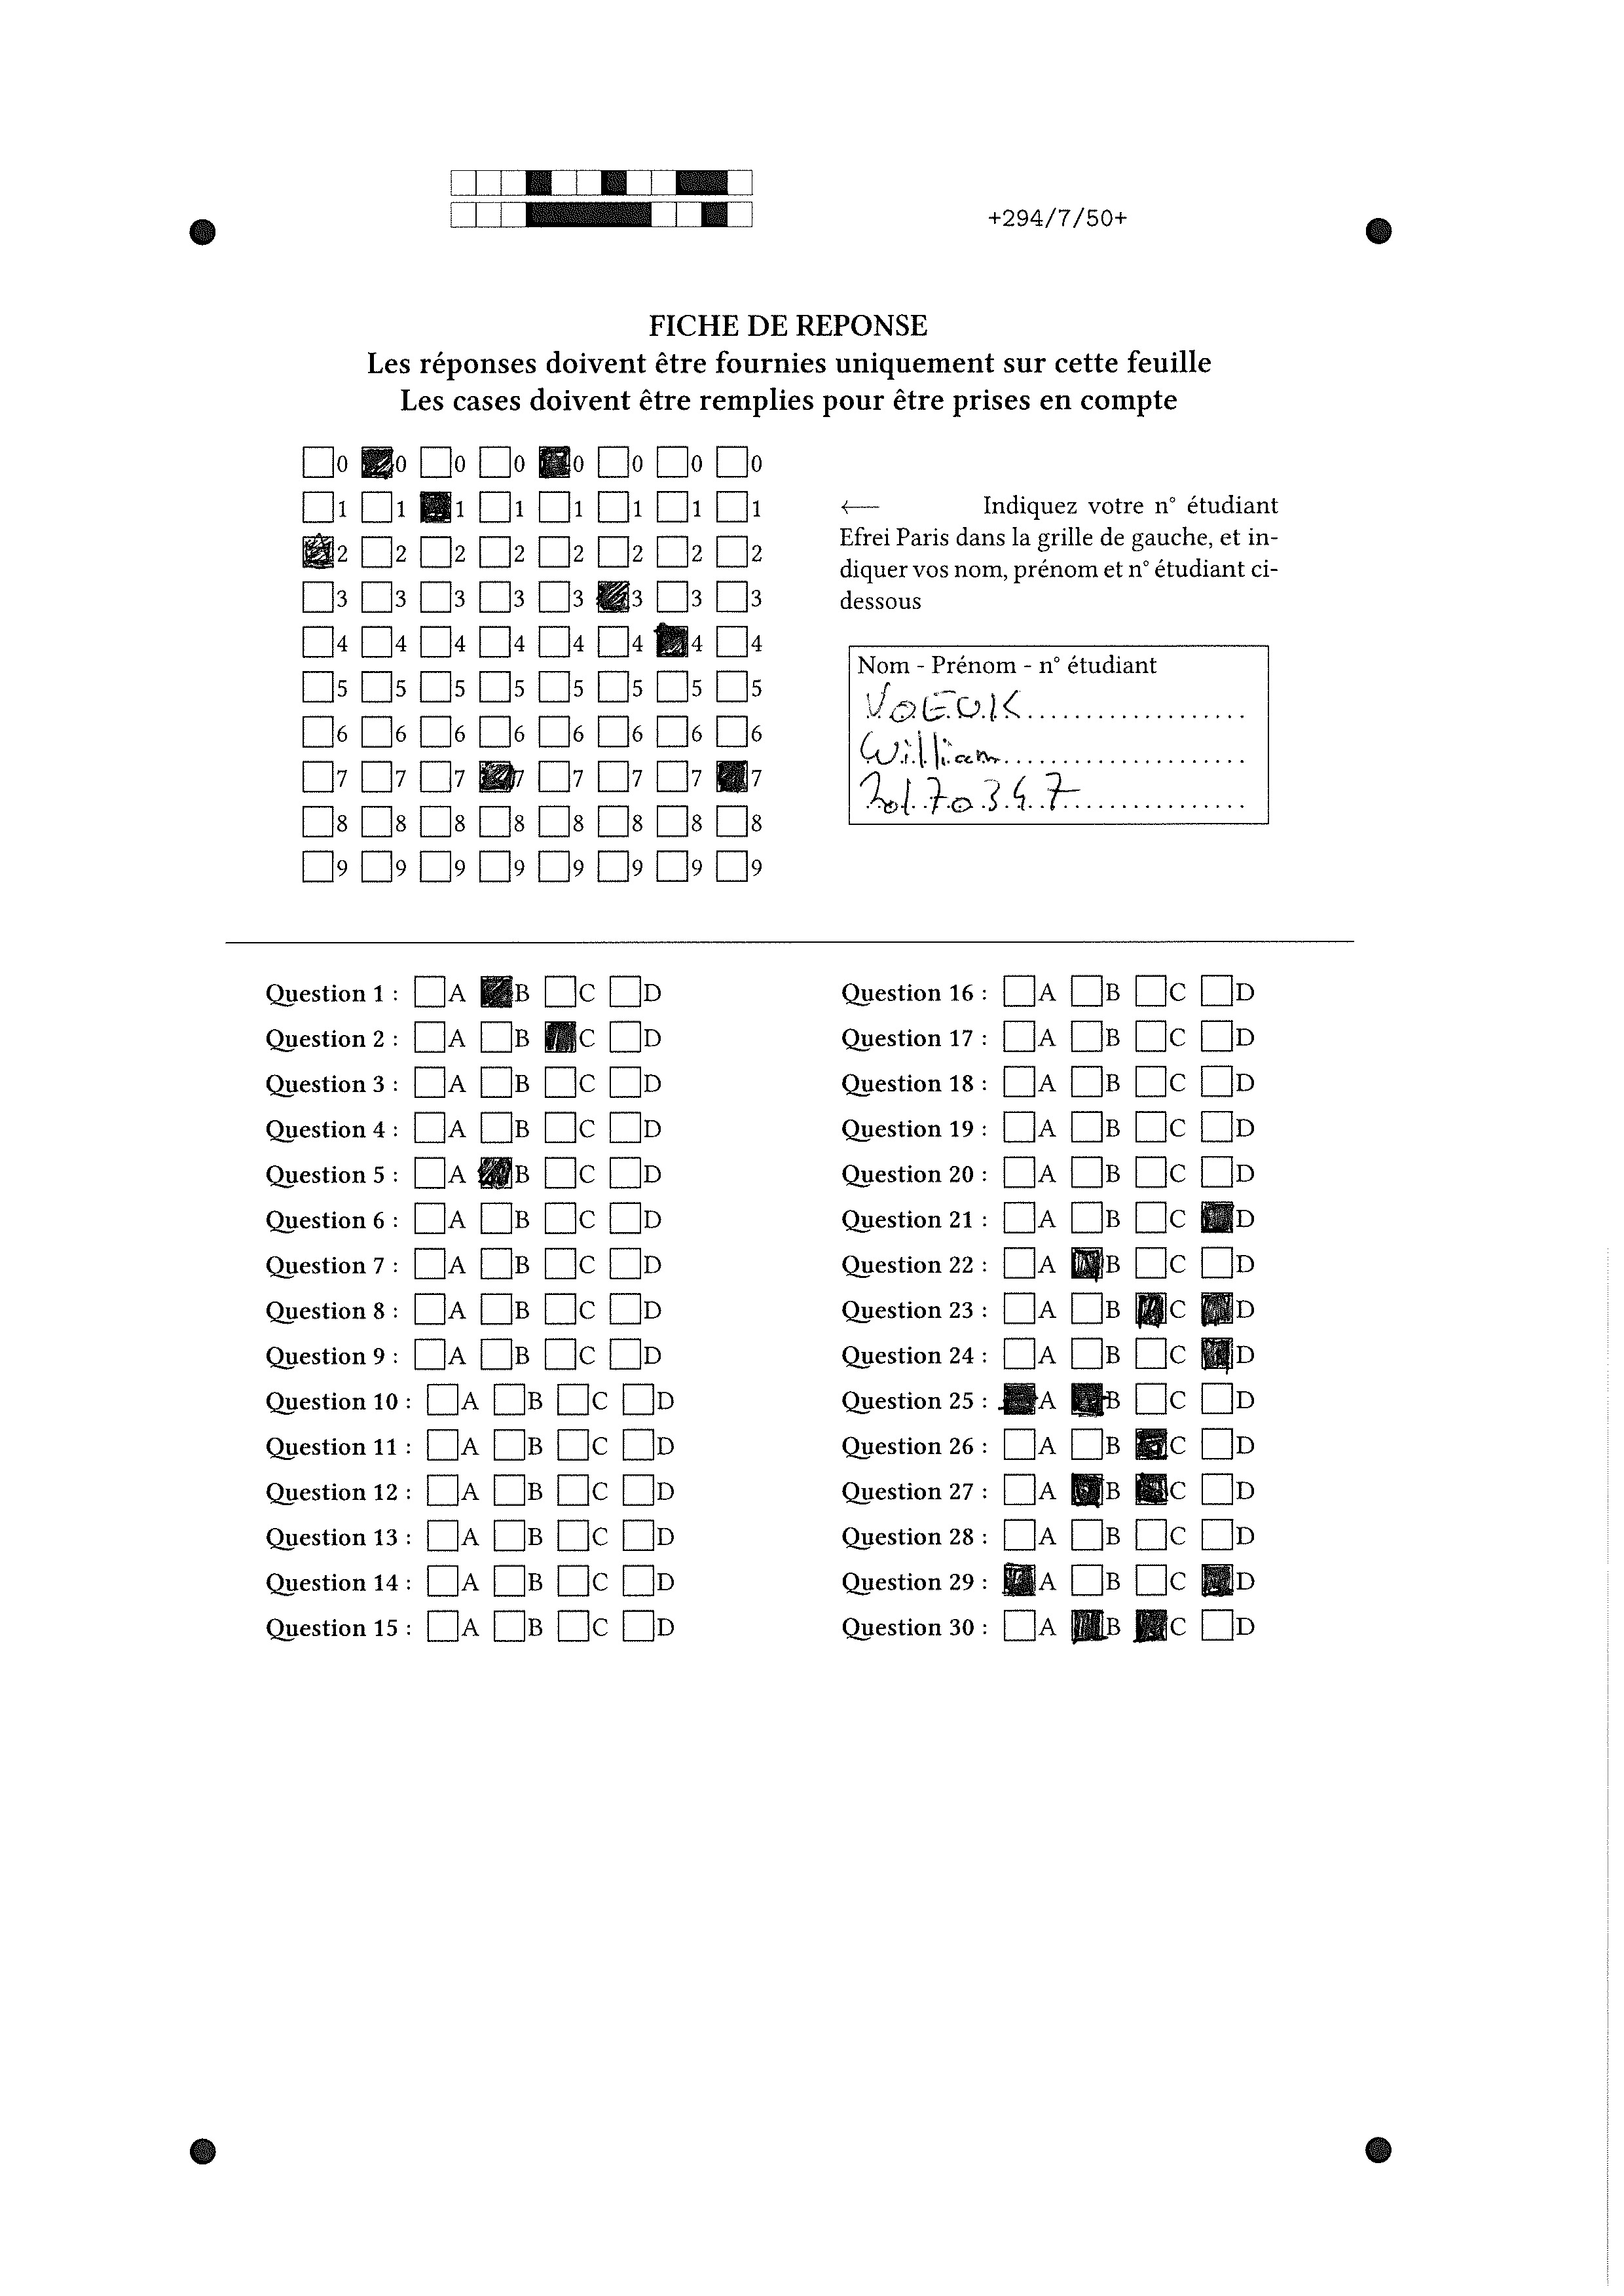 +294/7/50+
FICHE DE REPONSE
Les réponses doivent être fournies uniquement sur cette feuille
Les cases doivent être remplies pour être prises en compte
0 0 0 0 0 0 0 0
1 1 1 1 1 1 1 1
2 2 2 2 2 2 2 2
3 3 3 3 3 3 3 3
4 4 4 4 4 4 4 4
5 5 5 5 5 5 5 5
6 6 6 6 6 6 6 6
7 7 7 7 7 7 7 7
8 8 8 8 8 8 8 8
9 9 9 9 9 9 9 9
← Indiquez votre n° étudiant
Efrei Paris dans la grille de gauche, et in-
diquer vos nom, prénom et n° étudiant ci-
dessous
Nom - Prénom - n° étudiant
VOEUK
William
20170347
Question 1 : A B C D
Question 2 : A B C D
Question 3 : A B C D
Question 4 : A B C D
Question 5 : A B C D
Question 6 : A B C D
Question 7 : A B C D
Question 8 : A B C D
Question 9 : A B C D
Question 10 : A B C D
Question 11 : A B C D
Question 12 : A B C D
Question 13 : A B C D
Question 14 : A B C D
Question 15 : A B C D
Question 16 : A B C D
Question 17 : A B C D
Question 18 : A B C D
Question 19 : A B C D
Question 20 : A B C D
Question 21 : A B C D
Question 22 : A B C D
Question 23 : A B C D
Question 24 : A B C D
Question 25 : A B C D
Question 26 : A B C D
Question 27 : A B C D
Question 28 : A B C D
Question 29 : A B C D
Question 30 : A B C D